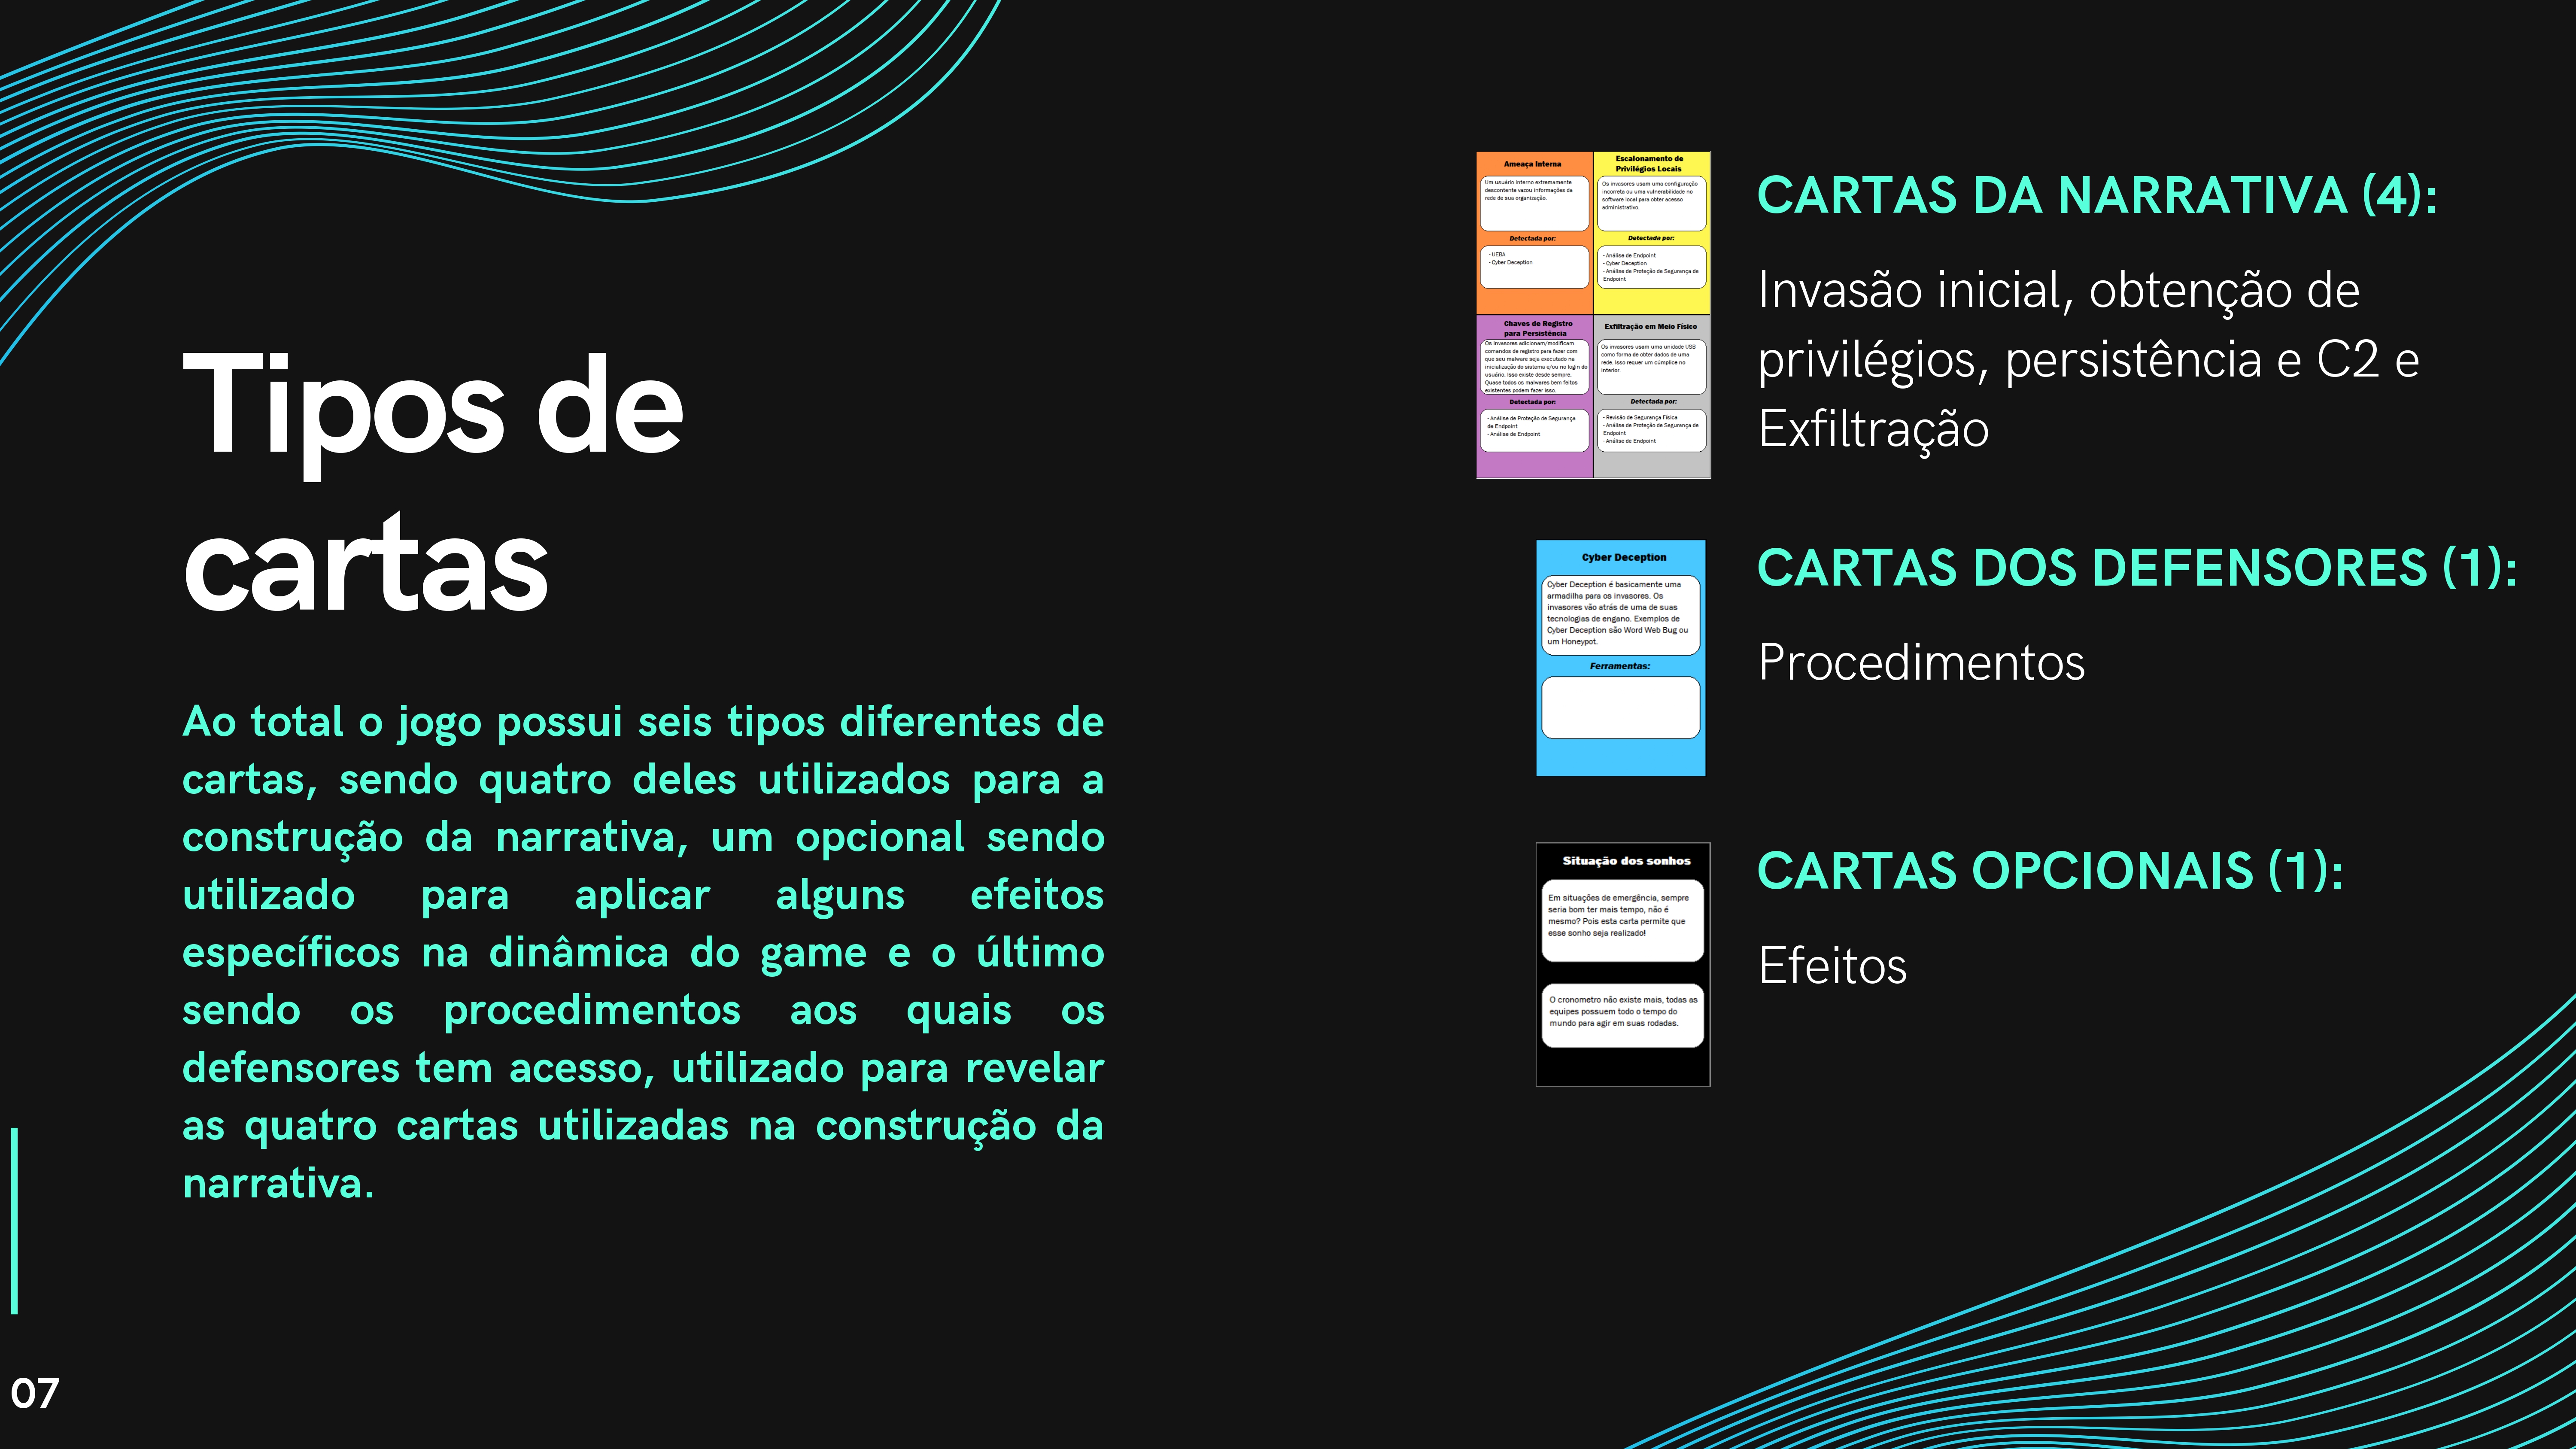 Tipos de
cartas
Ao total o jogo possui seis tipos diferentes de
cartas, sendo quatro deles utilizados para a
construção da narrativa, um opcional sendo
utilizado para aplicar alguns efeitos
específicos na dinâmica do game e o último
sendo os procedimentos aos quais os
defensores tem acesso, utilizado para revelar
as quatro cartas utilizadas na construção da
narrativa.
07
Ameaça Interna
Um usuário interno extremamente
descontente vazou informações da
rede de sua organização.
Detectada por:
- UEBA
- Cyber Deception
Escalonamento de
Privilégios Locais
Os invasores usam uma configuração
incorreta ou uma vulnerabilidade no
software local para obter acesso
administrativo.
Detectada por:
- Análise de Endpoint
- Cyber Deception
- Análise de Proteção de Segurança de
Endpoint
Chaves de Registro
para Persistência
Os invasores adicionam/modificam
comandos de registro para fazer com
que seu malware seja executado na
inicialização do sistema e/ou no login do
usuário. Isso existe desde sempre.
Quase todos os malwares bem feitos
existentes podem fazer isso.
Detectada por:
- Análise de Proteção de Segurança
de Endpoint
- Análise de Endpoint
Exfiltração em Meio Físico
Os invasores usam uma unidade USB
como forma de obter dados de uma
rede. Isso requer um cúmplice no
interior.
Detectada por:
- Revisão de Segurança Física
- Análise de Proteção de Segurança de
Endpoint
- Análise de Endpoint
CARTAS DA NARRATIVA (4):
Invasão inicial, obtenção de
privilégios, persistência e C2 e
Exfiltração
Cyber Deception
Cyber Deception é basicamente uma
armadilha para os invasores. Os
invasores vão atrás de uma de suas
tecnologias de engano. Exemplos de
Cyber Deception são Word Web Bug ou
um Honeypot.
Ferramentas:
CARTAS DOS DEFENSORES (1):
Procedimentos
Situação dos sonhos
Em situações de emergência, sempre
seria bom ter mais tempo, não é
mesmo? Pois esta carta permite que
esse sonho seja realizado!
O cronometro não existe mais, todas as
equipes possuem todo o tempo do
mundo para agir em suas rodadas.
CARTAS OPCIONAIS (1):
Efeitos